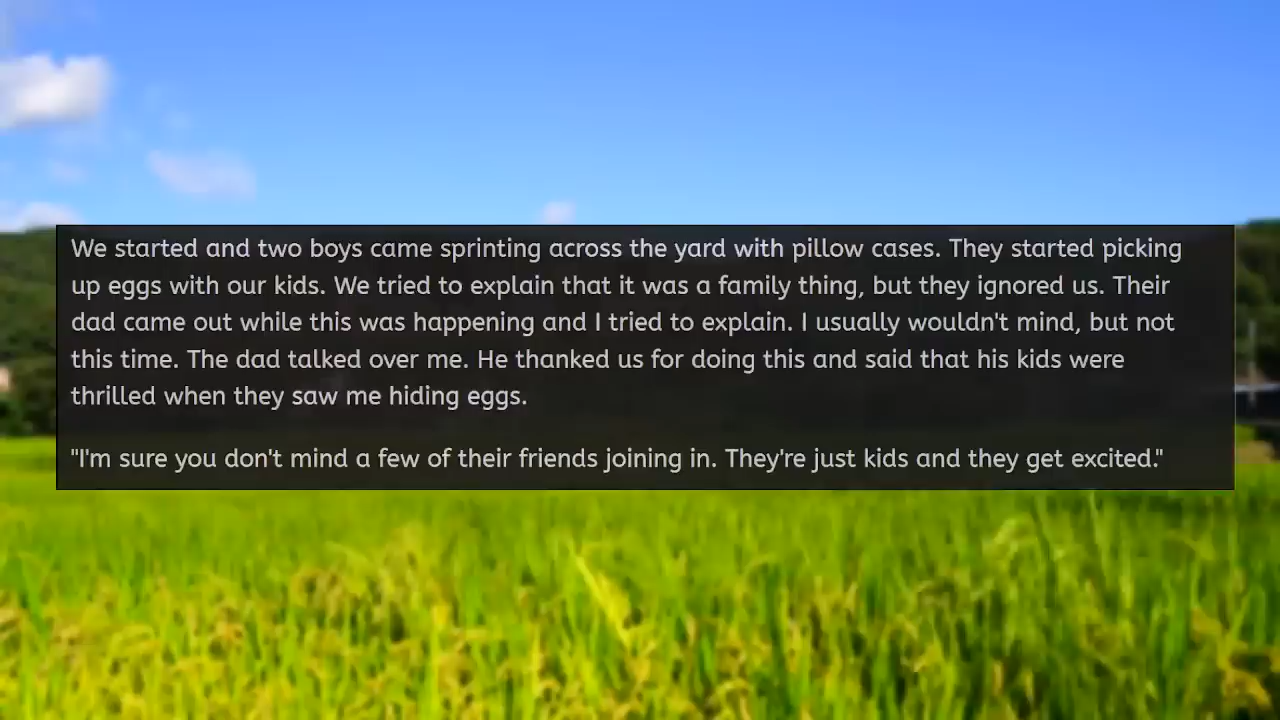 We started and two boys came sprinting across the yard with pillow cases. They started picking
up eggs with our kids. We tried to explain that it was a family thing, but they ignored us. Their
dad came out while this was happening and I tried to explain. I usually wouldn't mind, but not
this time. The dad talked over me. He thanked us for doing this and said that his kids were
thrilled when they saw me hiding eggs.
"I'm sure you don't mind a few of their friends joining in. They're just kids and they get excited."